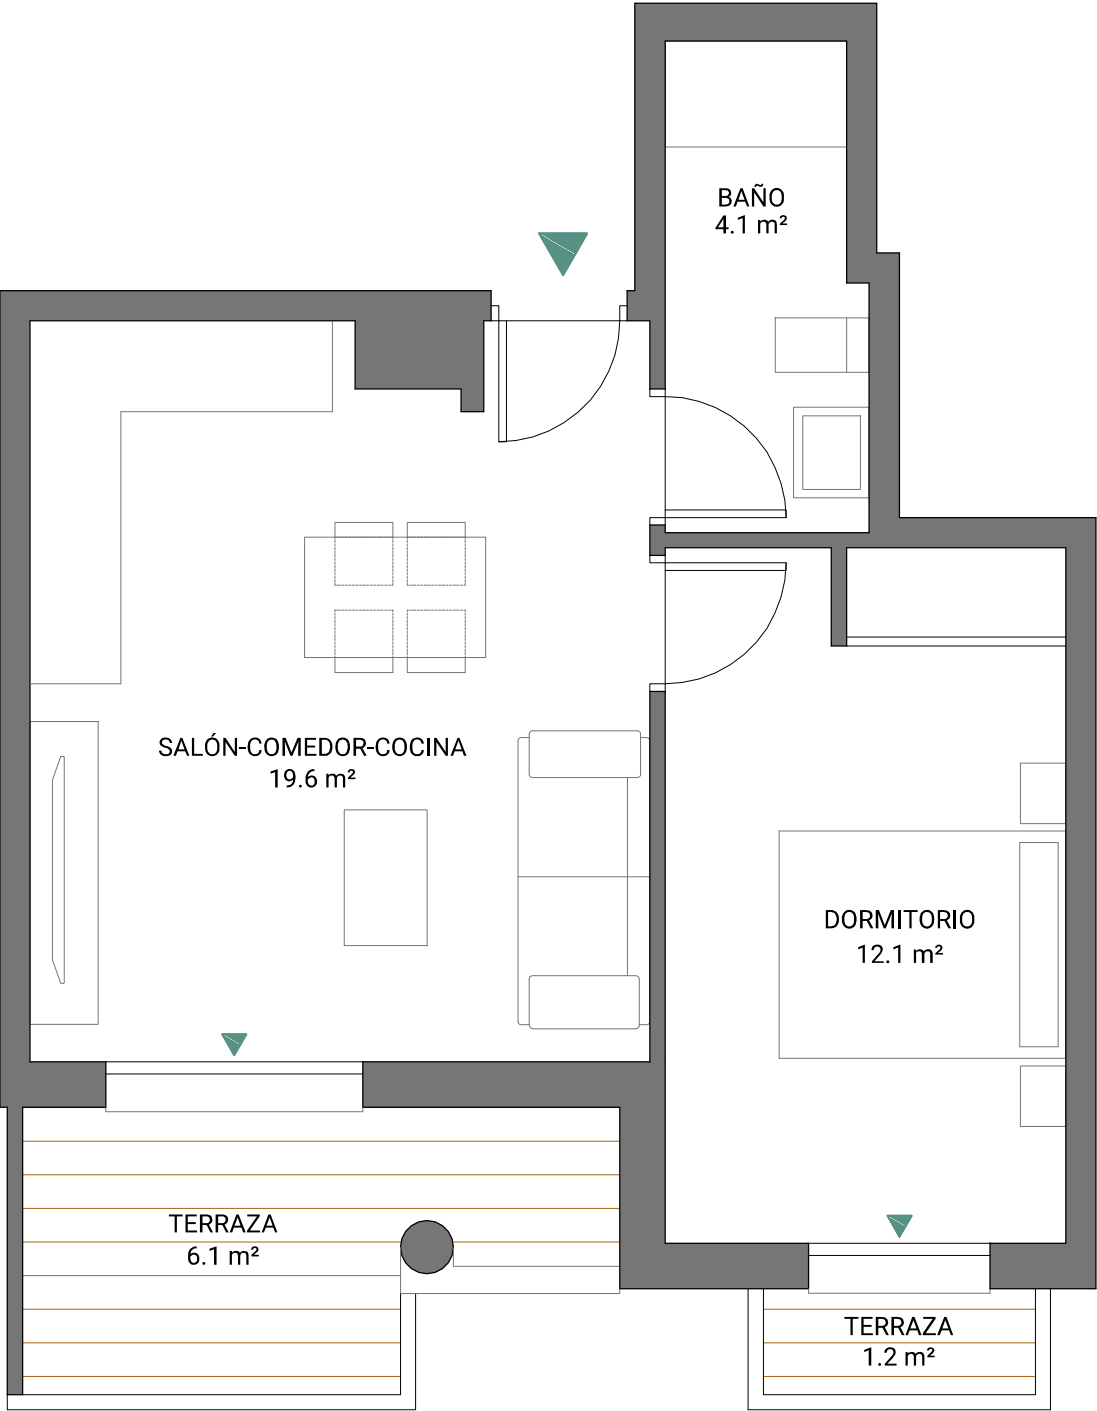 BAÑO
4.1 m²
SALÓN-COMEDOR-COCINA
19.6 m²
DORMITORIO
12.1 m²
TERRAZA
6.1 m²
TERRAZA
1.2 m²